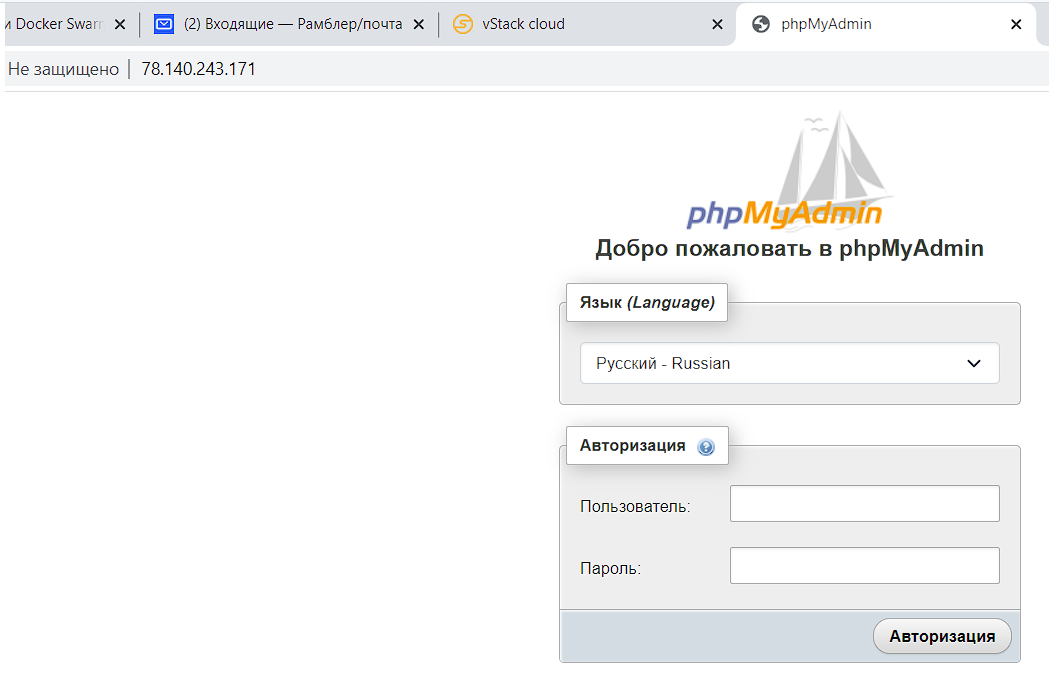 и Docker Swarm
(2) Входящие — Рамблер/почта
vStack cloud
phpMyAdmin
Не защищено
78.140.243.171
phpMyAdmin
Добро пожаловать в phpMyAdmin
Язык (Language)
Русский - Russian
Авторизация
Пользователь:
Пароль:
Авторизация